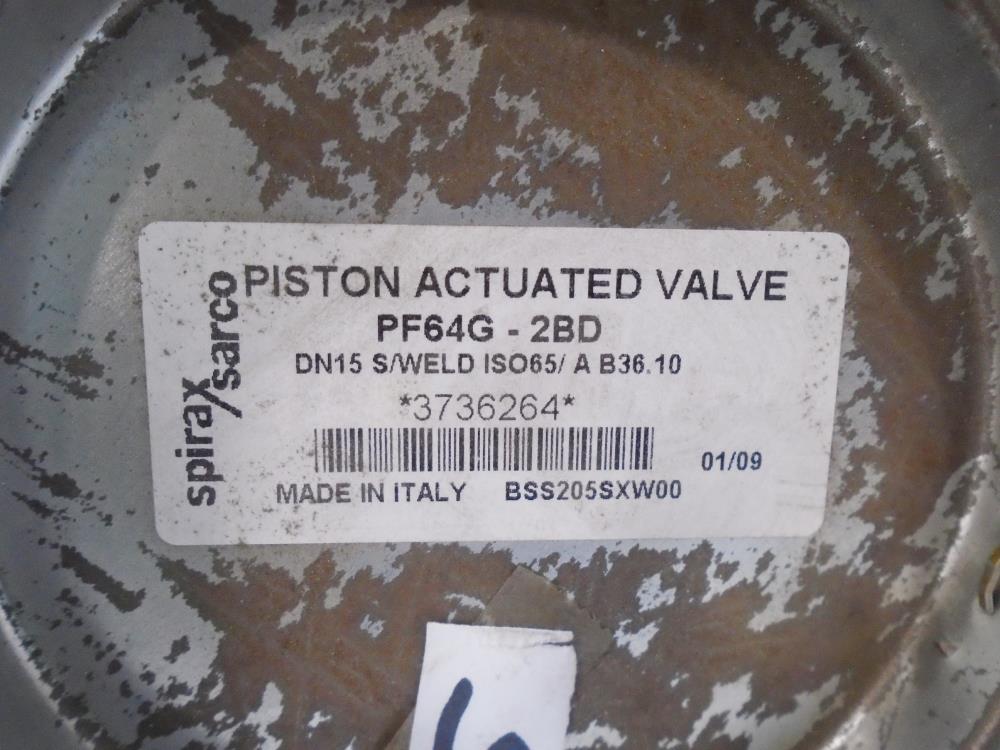 spirax
sarco
PISTON ACTUATED VALVE
PF64G - 2BD
DN15 S/WELD ISO65/ A B36.10
*3736264*
01/09
MADE IN ITALY BSS205SXW00